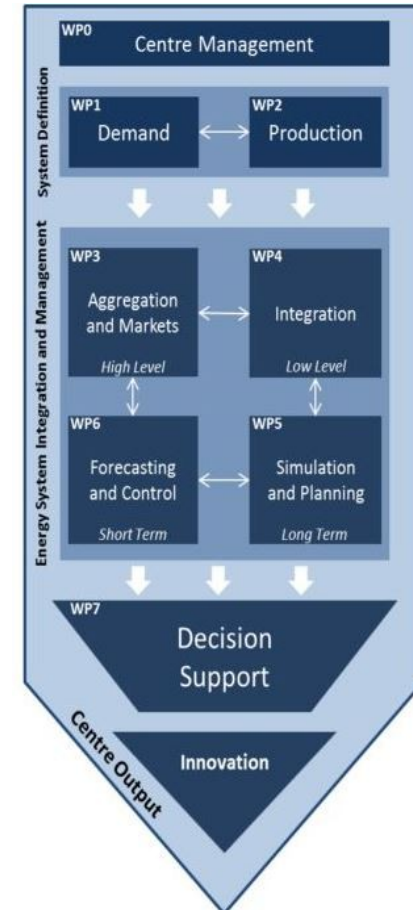 WP0
Centre Management
System Definition
WP1
Demand
WP2
Production
Energy System Integration and Management
WP3
Aggregation
and Markets
High Level
WP4
Integration
Low Level
WP6
Forecasting
and Control
Short Term
WP5
Simulation
and Planning
Long Term
WP7
Decision
Support
Centre Output
Innovation